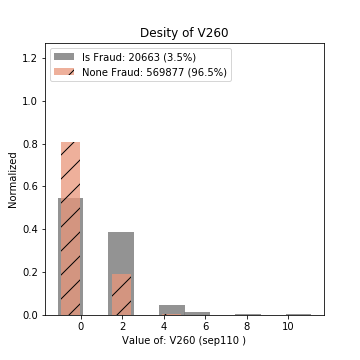 Desity of V260
Is Fraud: 20663 (3.5%)
None Fraud: 569877 (96.5%)
1.2
1.0
0.8
0.6
0.4
0.2
0.0
Normalized
0 2 4 6 8 10
Value of: V260 (sep110 )